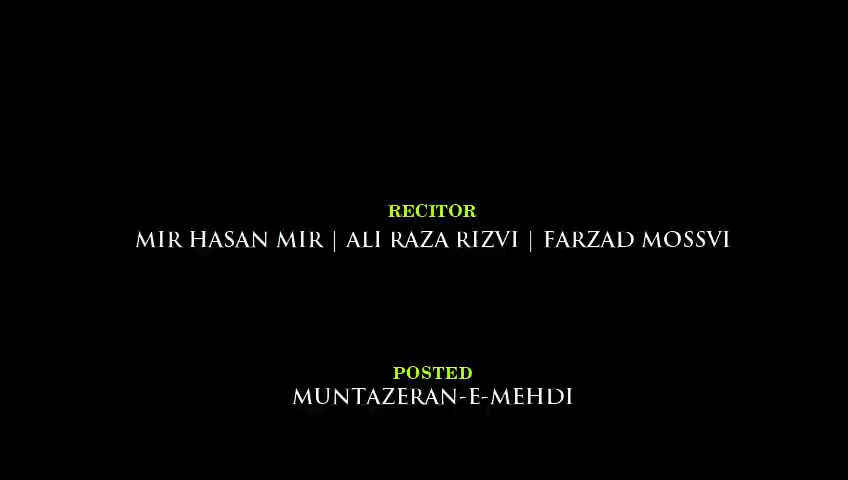 RECITOR
MIR HASAN MIR | ALI RAZA RIZVI | FARZAD MOSSVI
POSTED
MUNTAZERAN-E-MEHDI